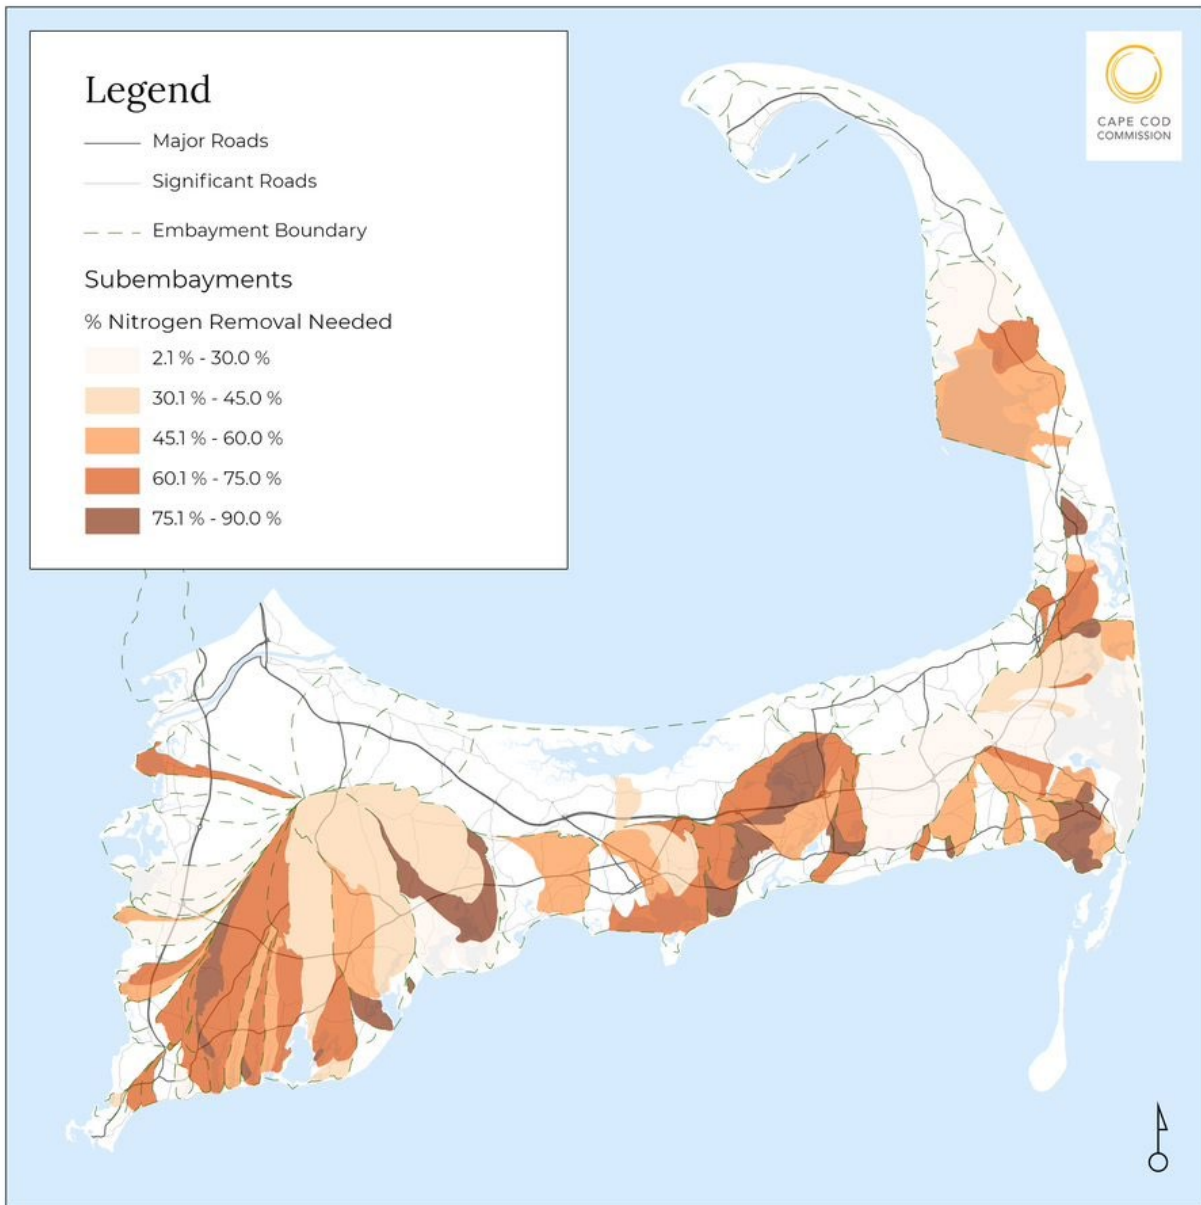 Legend
Major Roads
Significant Roads
Embayment Boundary
Subembayments
% Nitrogen Removal Needed
2.1 % - 30.0 %
30.1 % - 45.0 %
45.1 % - 60.0 %
60.1 % - 75.0 %
75.1 % - 90.0 %
CAPE COD
COMMISSION